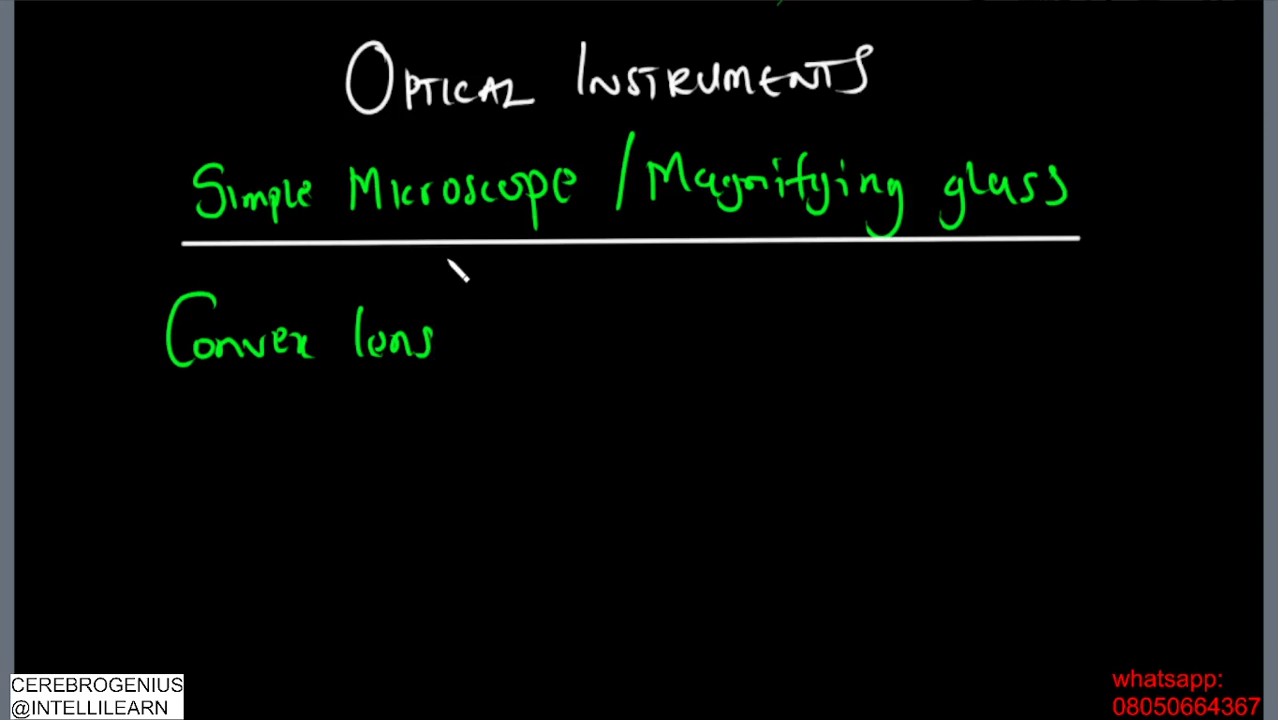 OPTICAL INSTRUMENTS
Simple Microscope / Magnifying glass
Convex lens
CEREBROGENIUS
@INTELLILEARN
whatsapp:
08050664367